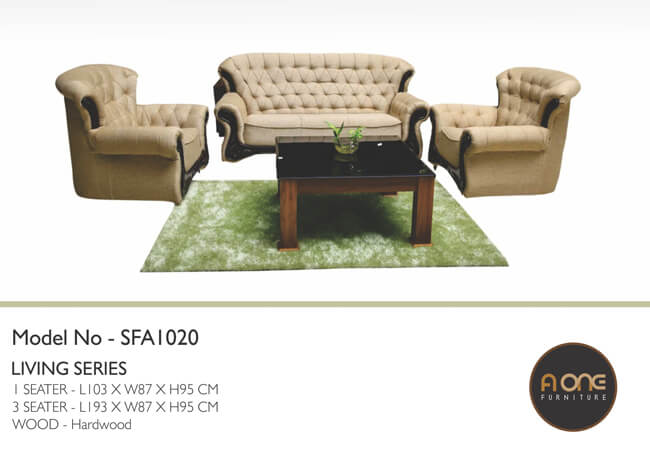 Model No - SFA1020
LIVING SERIES
1 SEATER - L103 X W87 X H95 CM
3 SEATER - L193 X W87 X H95 CM
WOOD - Hardwood
A ONE
FURNITURE